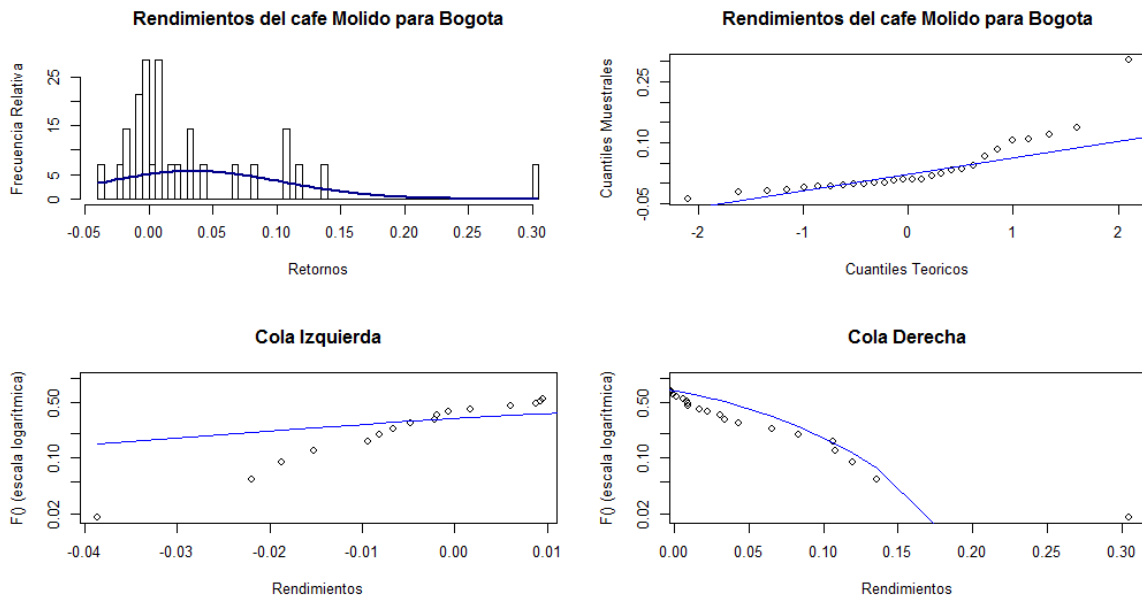 Rendimientos del cafe Molido para Bogota
Frecuencia Relativa
0 5 15 25
-0.05 0.00 0.05 0.10 0.15 0.20 0.25 0.30
Retornos
Rendimientos del cafe Molido para Bogota
Cuantiles Muestrales
-0.05 0.10 0.25
-2 -1 0 1 2
Cuantiles Teoricos
Cola Izquierda
F() (escala logarítmica)
0.02 0.10 0.50
-0.04 -0.03 -0.02 -0.01 0.00 0.01
Rendimientos
Cola Derecha
F() (escala logarítmica)
0.02 0.10 0.50
0.00 0.05 0.10 0.15 0.20 0.25 0.30
Rendimientos